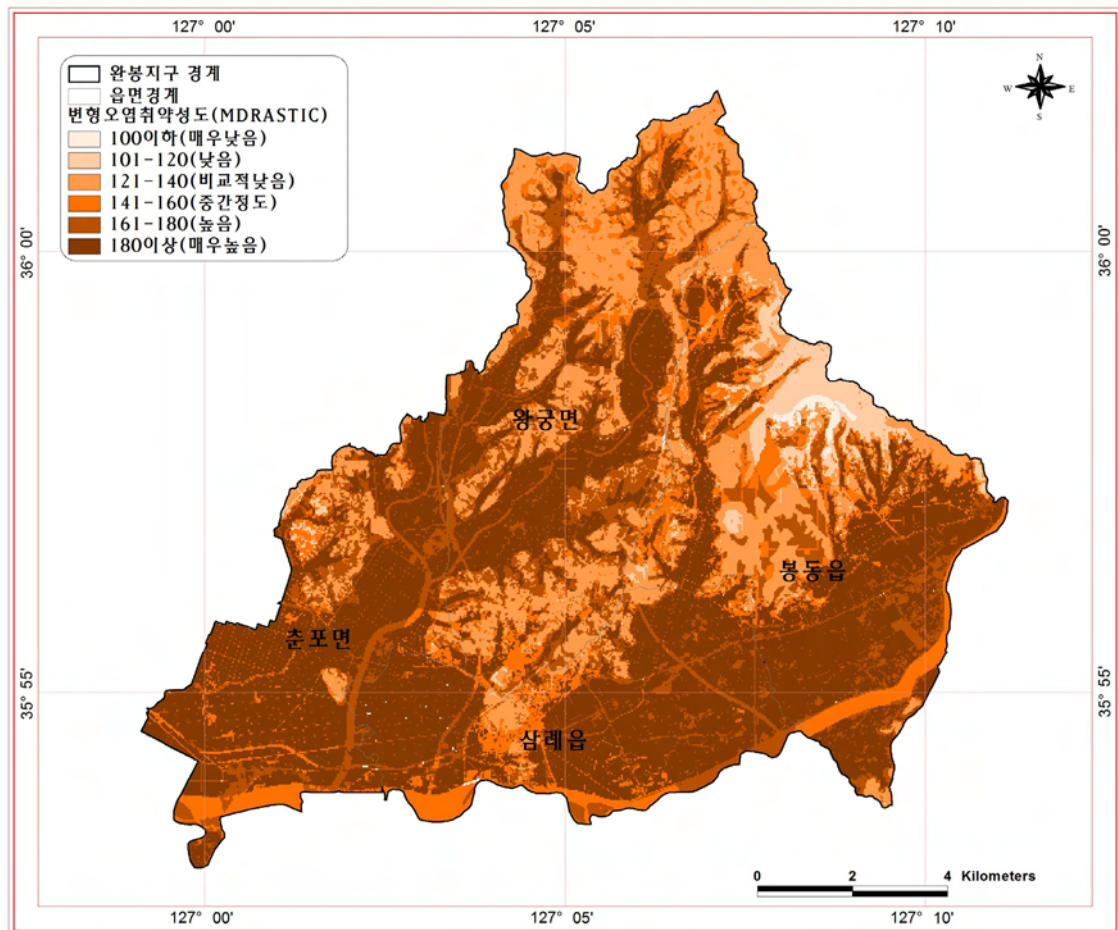 127° 00'
127° 05'
127° 10'
N
W E
S
완봉지구 경계
읍면경계
변형오염취약성도(MDRASTIC)
100이하(매우낮음)
101-120(낮음)
121-140(비교적낮음)
141-160(중간정도)
161-180(높음)
180이상(매우높음)
36° 00'
36° 00'
왕궁면
봉동읍
춘포면
35° 55'
35° 55'
삼례읍
0 2 4 Kilometers
127° 00'
127° 05'
127° 10'